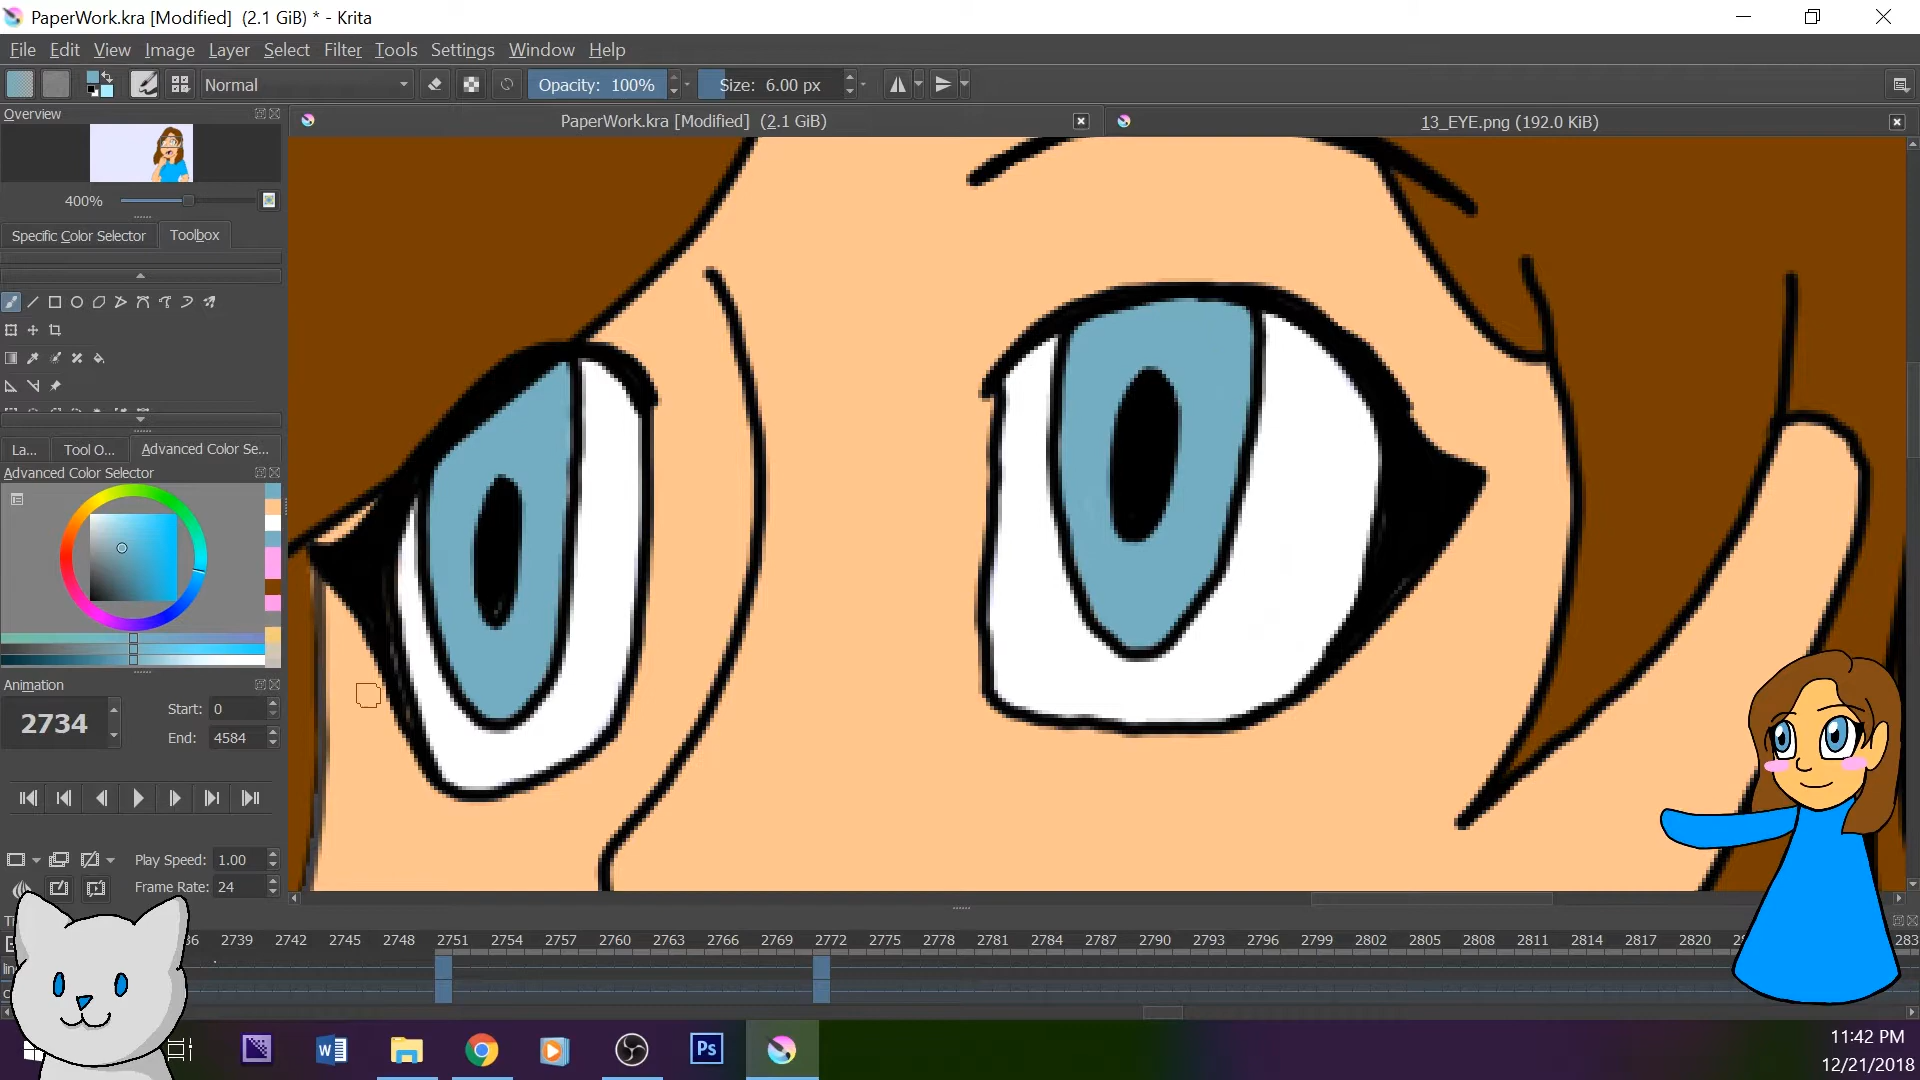 PaperWork.kra [Modified] (2.1 GiB) * - Krita
File Edit View Image Layer Select Filter Tools Settings Window Help
Normal Opacity: 100% Size: 6.00 px
Overview
PaperWork.kra [Modified] (2.1 GiB)
13_EYE.png (192.0 KiB)
400%
Specific Color Selector Toolbox
La... Tool O... Advanced Color Se...
Advanced Color Selector
Animation
2734 Start: 0
End: 4584
Play Speed: 1.00
Frame Rate: 24
2739 2742 2745 2748 2751 2754 2757 2760 2763 2766 2769 2772 2775 2778 2781 2784 2787 2790 2793 2796 2799 2802 2805 2808 2811 2814 2817 2820
W Ps
11:42 PM
12/21/2018